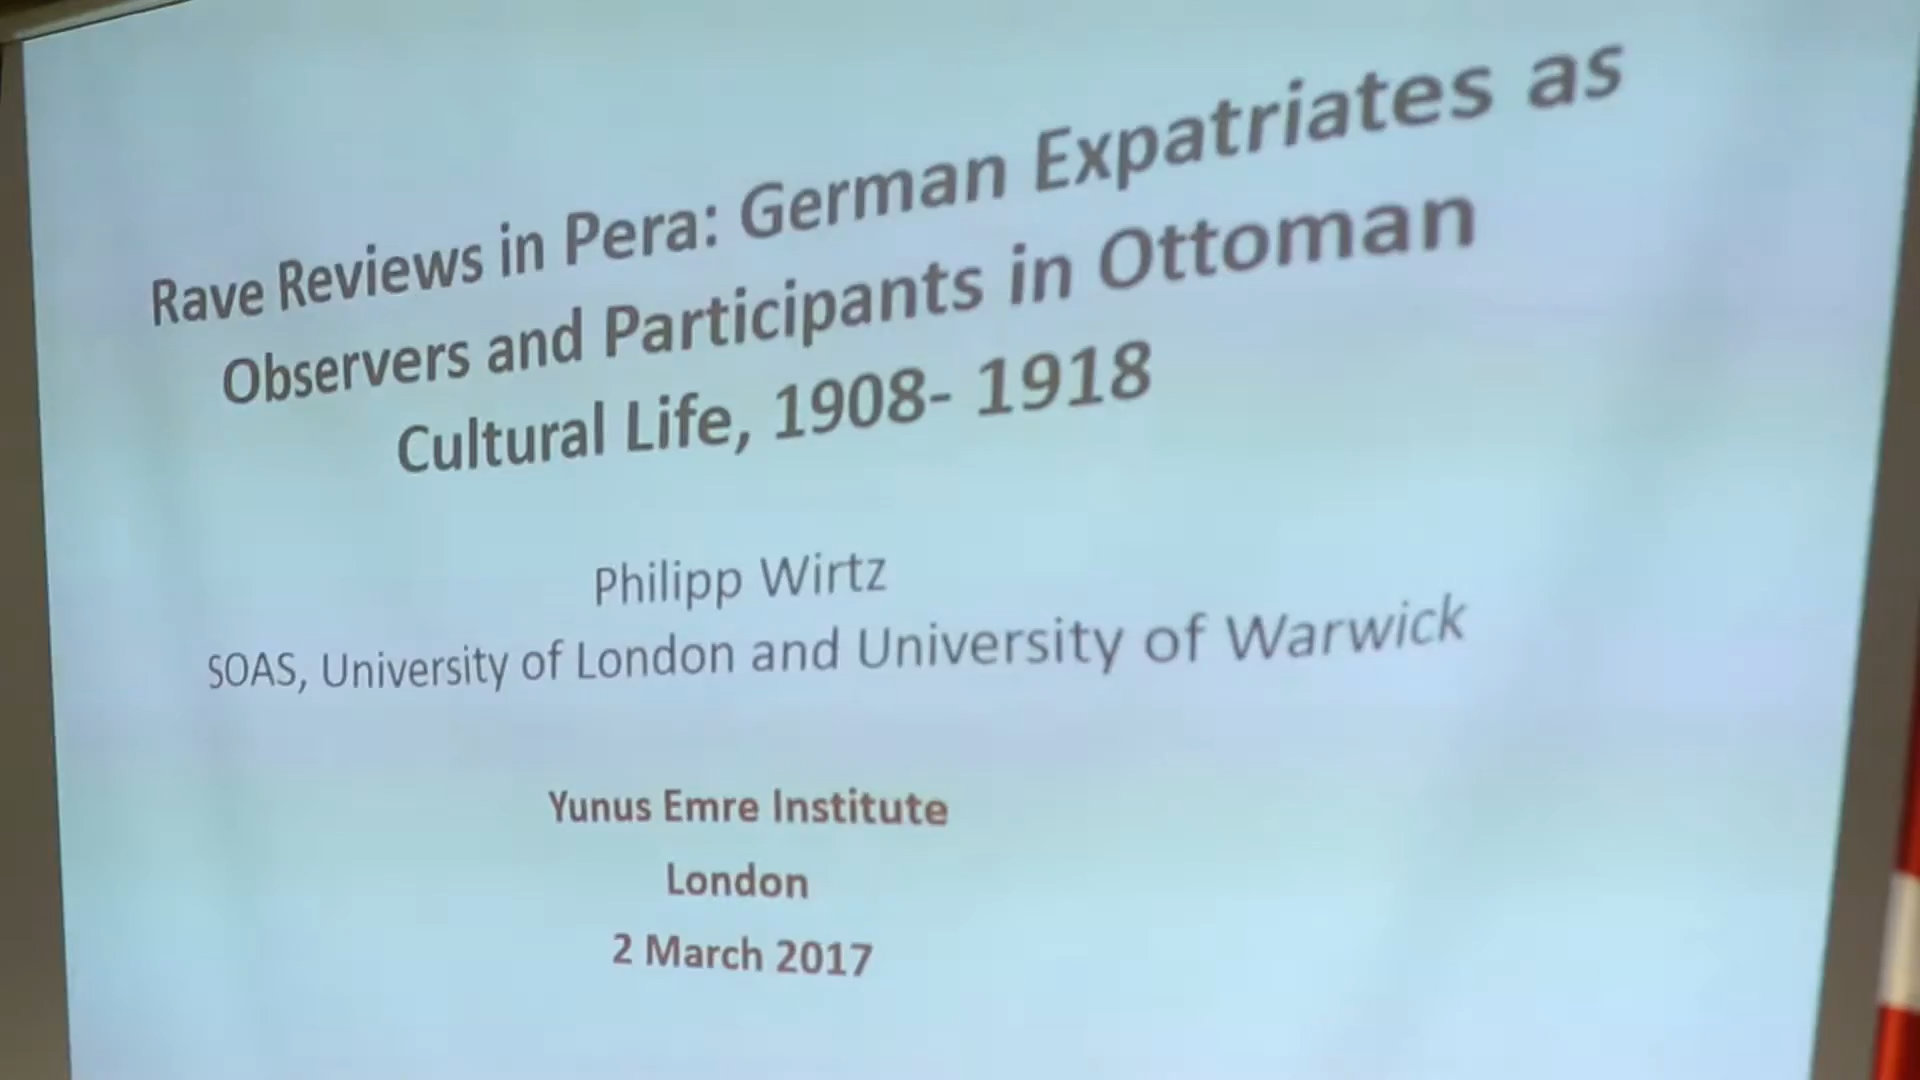 Rave Reviews in Pera: German Expatriates as
Observers and Participants in Ottoman
Cultural Life, 1908- 1918
Philipp Wirtz
SOAS, University of London and University of Warwick
Yunus Emre Institute
London
2 March 2017